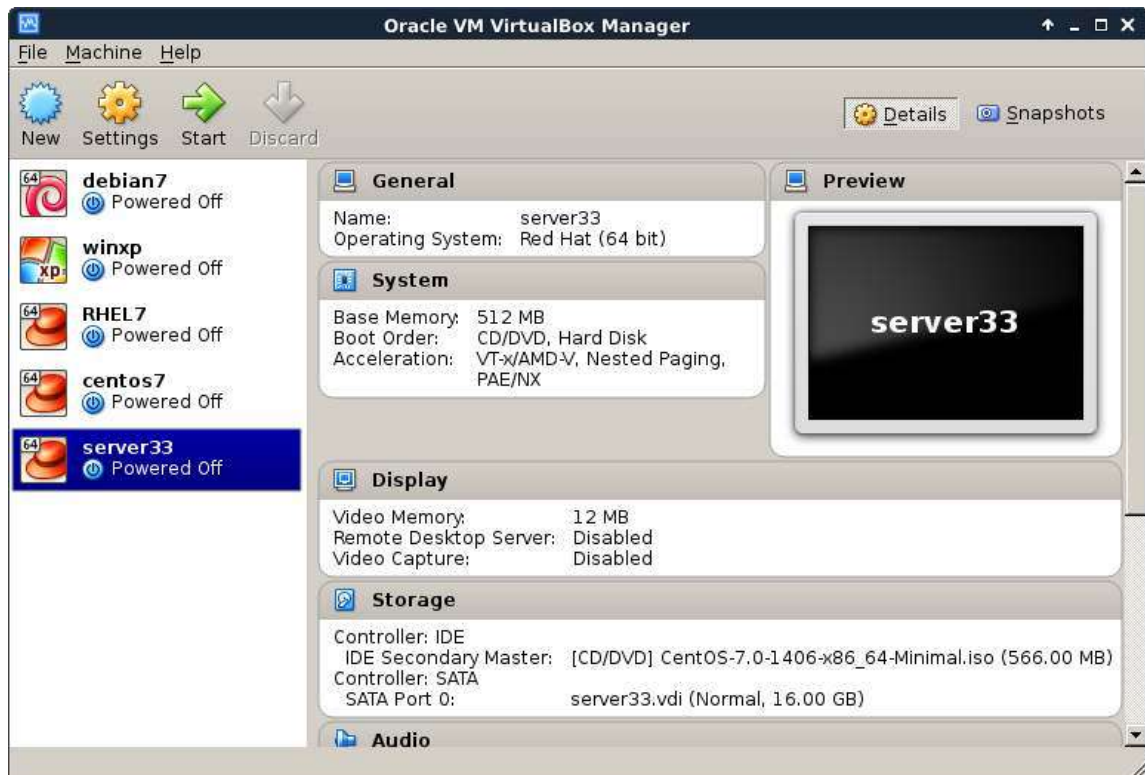 Oracle VM VirtualBox Manager
File Machine Help
New Settings Start Discard
Details Snapshots
64 debian7
Powered Off
xp winxp
Powered Off
64 RHEL7
Powered Off
64 centos7
Powered Off
64 server33
Powered Off
General
Name: server33
Operating System: Red Hat (64 bit)
System
Base Memory: 512 MB
Boot Order: CD/DVD, Hard Disk
Acceleration: VT-x/AMD-V, Nested Paging,
PAE/NX
Preview
server33
Display
Video Memory: 12 MB
Remote Desktop Server: Disabled
Video Capture: Disabled
Storage
Controller: IDE
IDE Secondary Master: [CD/DVD] CentOS-7.0-1406-x86_64-Minimal.iso (566.00 MB)
Controller: SATA
SATA Port 0: server33.vdi (Normal, 16.00 GB)
Audio